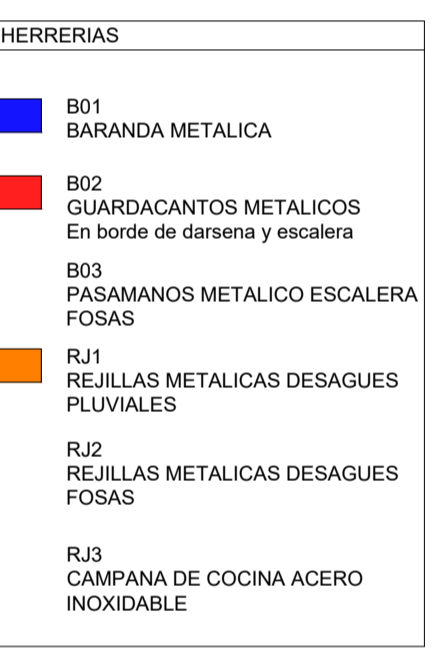 HERRERIAS
B01
BARANDA METALICA
B02
GUARDACANTOS METALICOS
En borde de darsena y escalera
B03
PASAMANOS METALICO ESCALERA
FOSAS
RJ1
REJILLAS METALICAS DESAGUES
PLUVIALES
RJ2
REJILLAS METALICAS DESAGUES
FOSAS
RJ3
CAMPANA DE COCINA ACERO
INOXIDABLE